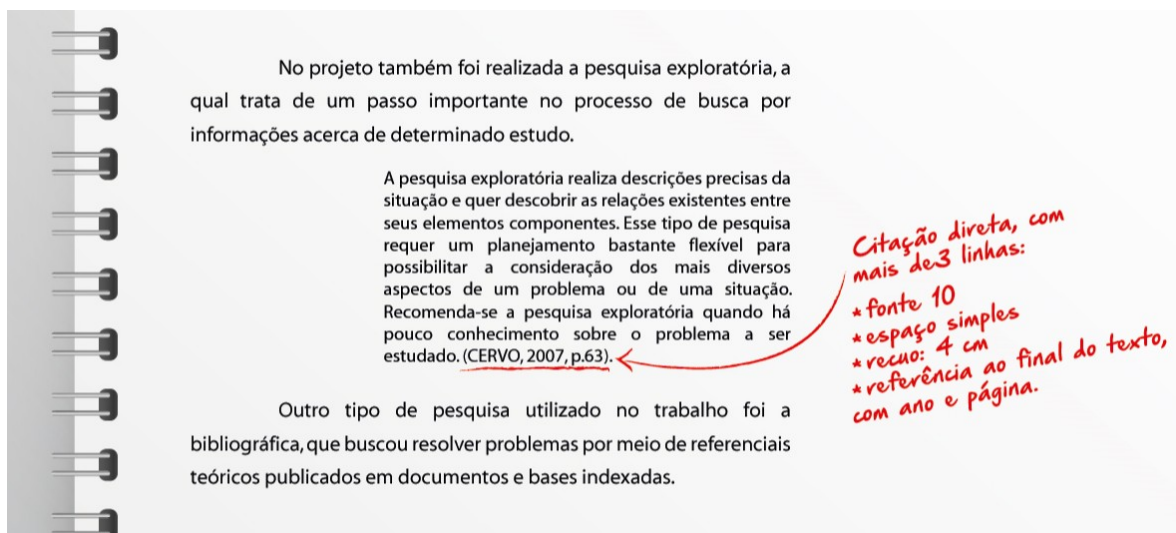 No projeto também foi realizada a pesquisa exploratória, a
qual trata de um passo importante no processo de busca por
informações acerca de determinado estudo.
A pesquisa exploratória realiza descrições precisas da
situação e quer descobrir as relações existentes entre
seus elementos componentes. Esse tipo de pesquisa
requer um planejamento bastante flexível para
possibilitar a consideração dos mais diversos
aspectos de um problema ou de uma situação.
Recomenda-se a pesquisa exploratória quando há
pouco conhecimento sobre o problema a ser
estudado. (CERVO, 2007, p.63).
Citação direta, com
mais de 3 linhas:
*fonte 10
*espaço simples
*recuo: 4 cm
*referência ao final do texto,
com ano e página.
Outro tipo de pesquisa utilizado no trabalho foi a
bibliográfica, que buscou resolver problemas por meio de referenciais
teóricos publicados em documentos e bases indexadas.